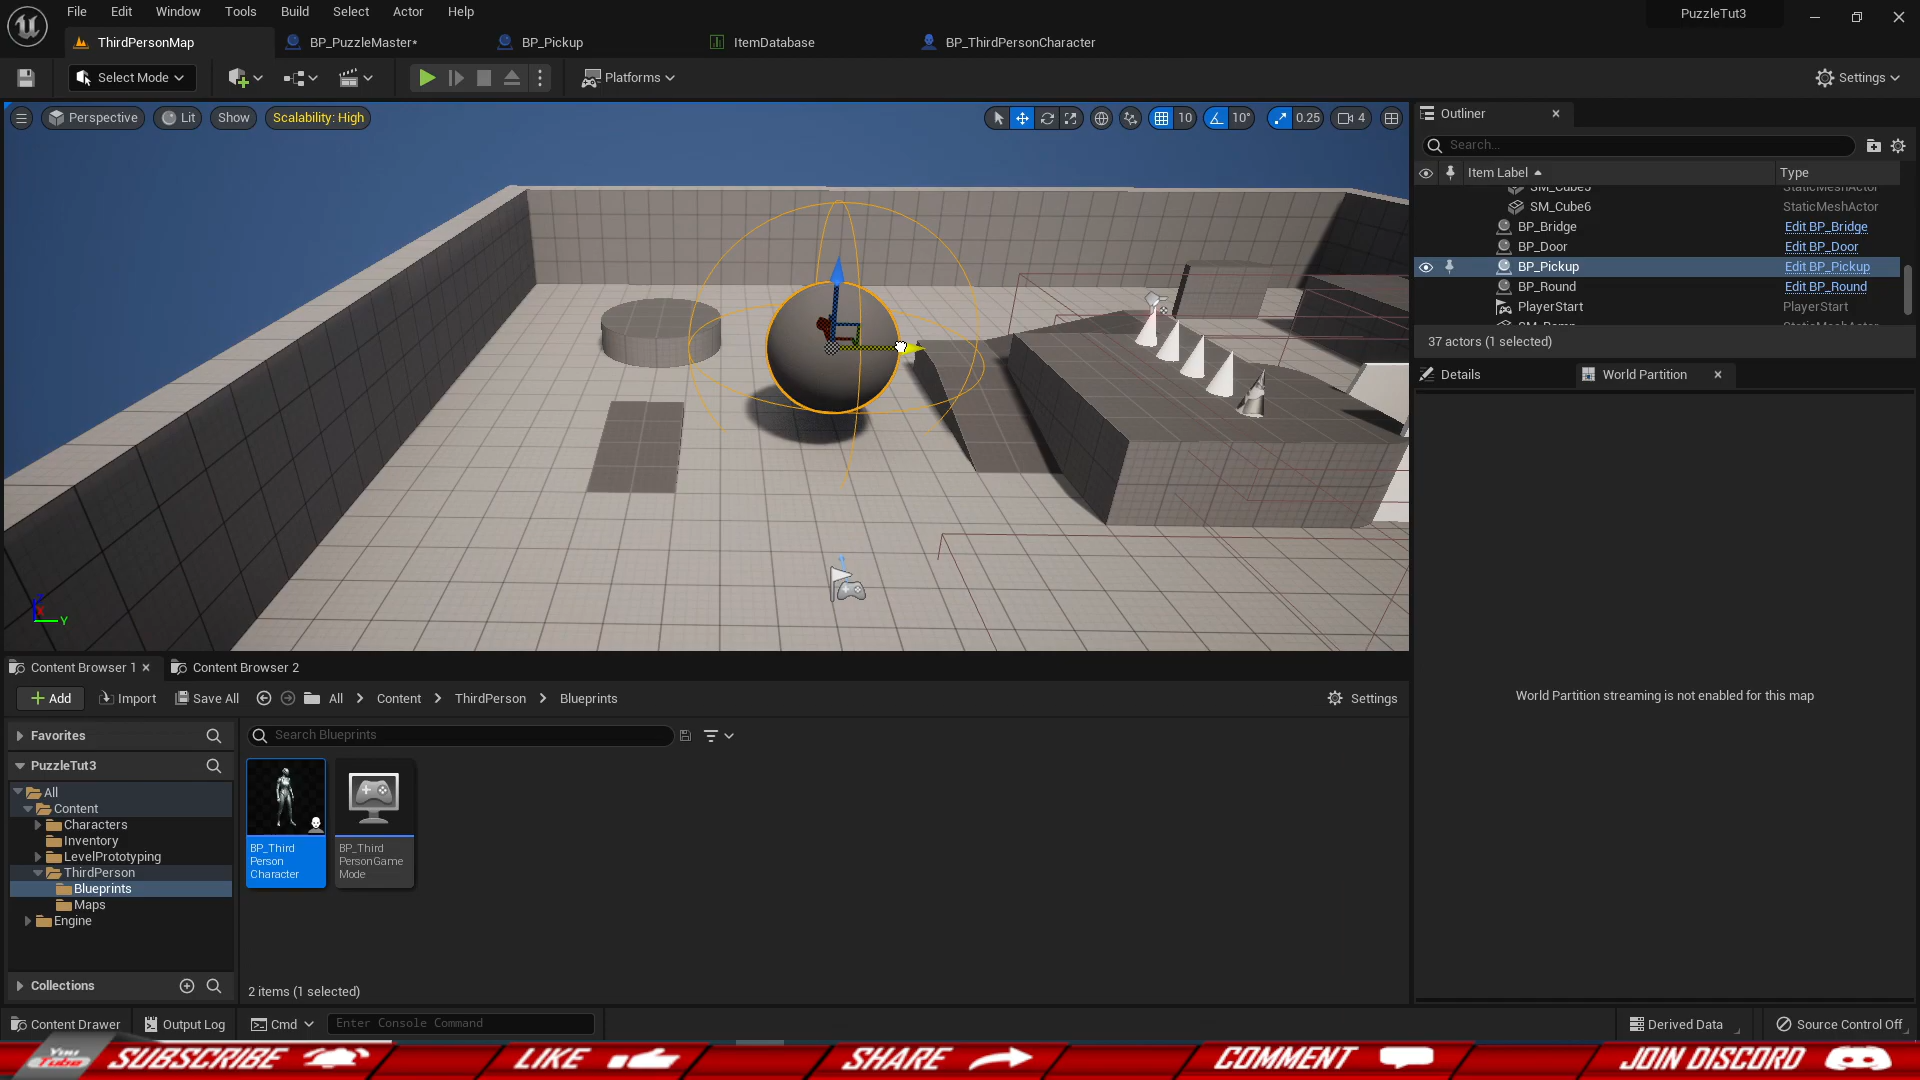 File Edit Window Tools Build Select Actor Help
PuzzleTut3
ThirdPersonMap
BP_PuzzleMaster*
BP_Pickup
ItemDatabase
BP_ThirdPersonCharacter
Select Mode
Platforms
Settings
Perspective
Lit
Show
Scalability: High
10
10°
0.25
4
Outliner
Search...
Item Label
Type
SM_Cube5
StaticMeshActor
SM_Cube6
StaticMeshActor
BP_Bridge
Edit BP_Bridge
BP_Door
Edit BP_Door
BP_Pickup
Edit BP_Pickup
BP_Round
Edit BP_Round
PlayerStart
PlayerStart
37 actors (1 selected)
Details
World Partition
World Partition streaming is not enabled for this map
Y
Content Browser 1
Content Browser 2
Add
Import
Save All
All
Content
ThirdPerson
Blueprints
Settings
Favorites
Search Blueprints
PuzzleTut3
All
Content
Characters
Inventory
LevelPrototyping
ThirdPerson
Blueprints
Maps
Engine
BP_Third
Person
Character
BP_Third
PersonGame
Mode
Collections
2 items (1 selected)
Content Drawer
Output Log
Cmd
Enter Console Command
Derived Data
Source Control Off
You
Tube
SUBSCRIBE
LIKE
SHARE
COMMENT
JOIN DISCORD